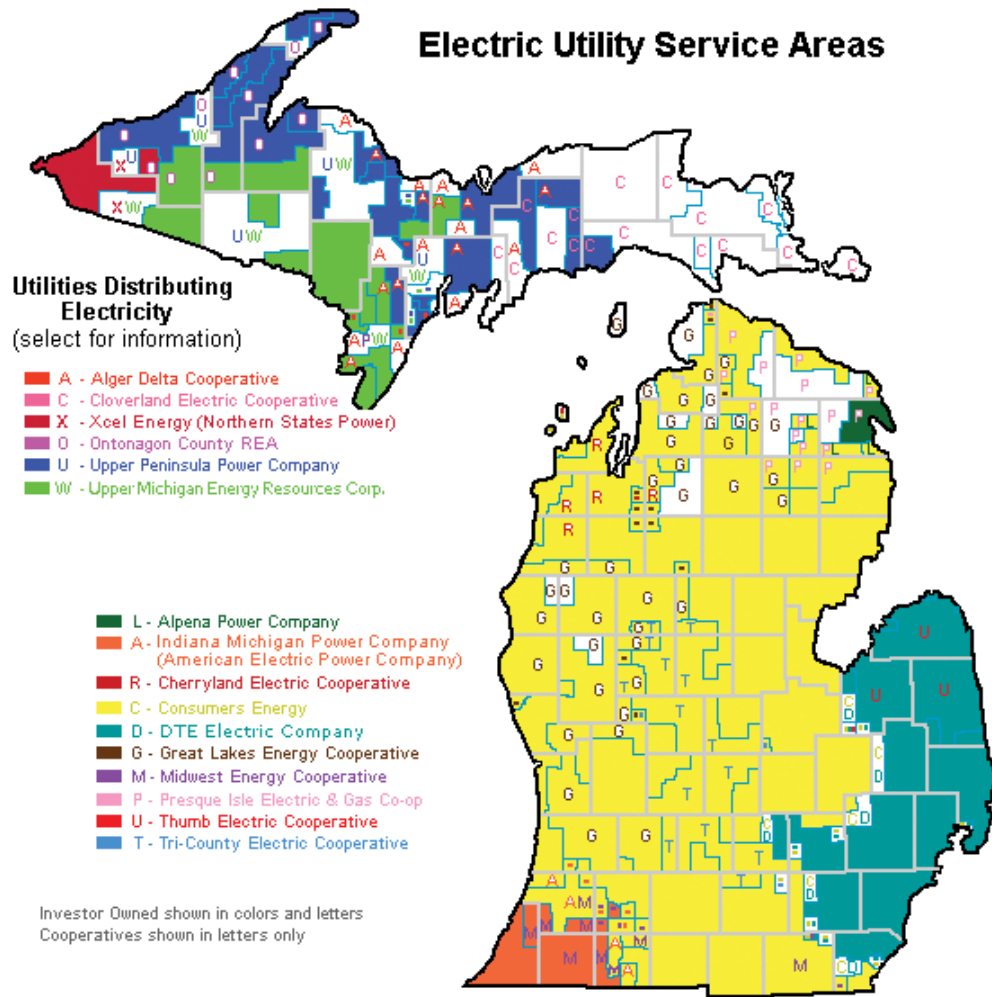 Electric Utility Service Areas
Utilities Distributing
Electricity
(select for information)
A - Alger Delta Cooperative
C - Cloverland Electric Cooperative
X - Xcel Energy (Northern States Power)
O - Ontonagon County REA
U - Upper Peninsula Power Company
W - Upper Michigan Energy Resources Corp.
L - Alpena Power Company
A - Indiana Michigan Power Company
(American Electric Power Company)
R - Cherryland Electric Cooperative
C - Consumers Energy
D - DTE Electric Company
G - Great Lakes Energy Cooperative
M - Midwest Energy Cooperative
P - Presque Isle Electric & Gas Co-op
U - Thumb Electric Cooperative
T - Tri-County Electric Cooperative
Investor Owned shown in colors and letters
Cooperatives shown in letters only